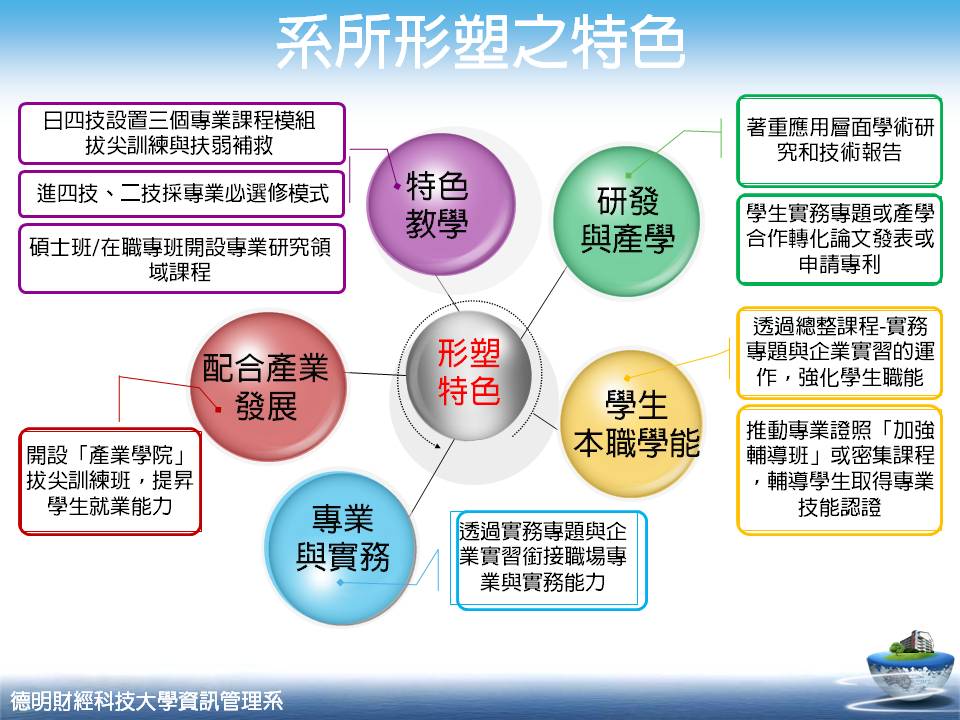 系所形塑之特色
日四技設置三個專業課程模組
拔尖訓練與扶弱補救
進四技、二技採專業必選修模式
碩士班/在職專班開設專業研究領
域課程
特色
教學
研發
與產學
著重應用層面學術研
究和技術報告
學生實務專題或產學
合作轉化論文發表或
申請專利
配合產業
發展
形塑
特色
學生
本職學能
透過總整課程-實務
專題與企業實習的運
作，強化學生職能
推動專業證照「加強
輔導班」或密集課程
，輔導學生取得專業
技能認證
開設「產業學院」
拔尖訓練班，提昇
學生就業能力
專業
與實務
透過實務專題與企
業實習銜接職場專
業與實務能力
德明財經科技大學資訊管理系